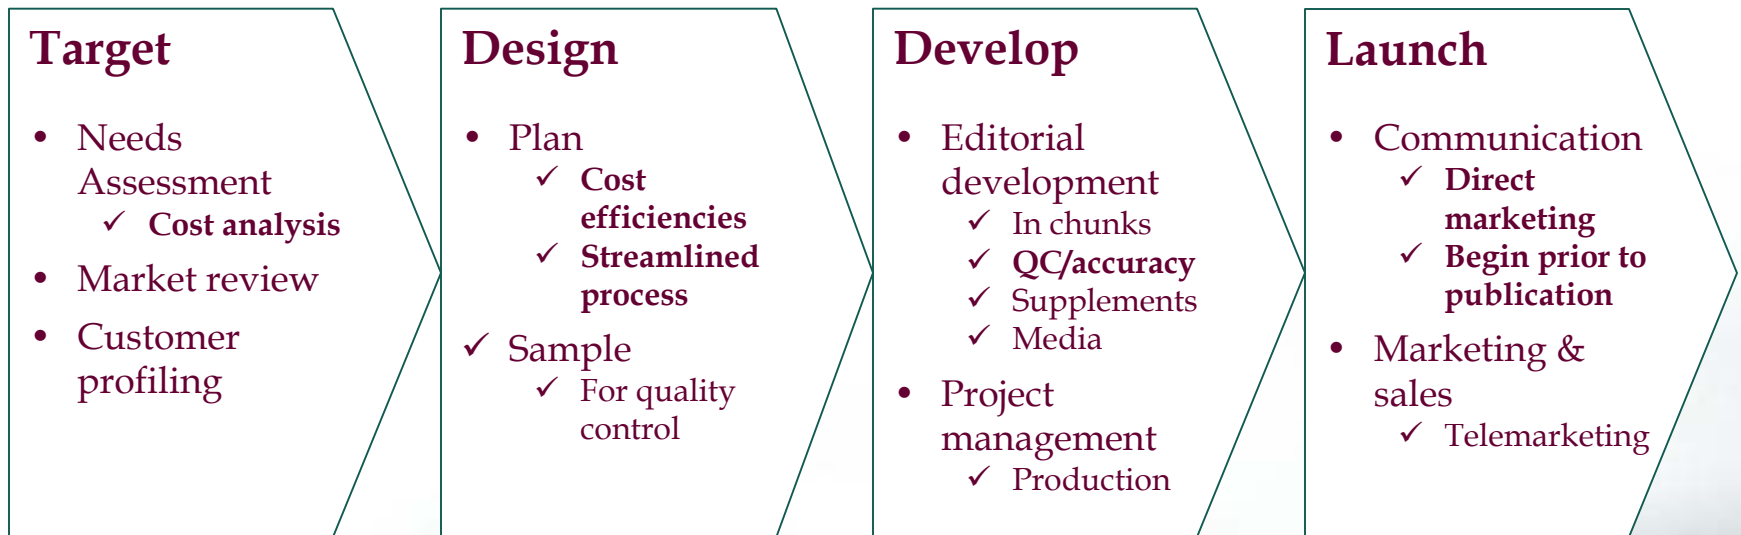 Target
• Needs
Assessment
✓ Cost analysis
• Market review
• Customer
profiling
Design
• Plan
✓ Cost
efficiencies
✓ Streamlined
process
✓ Sample
✓ For quality
control
Develop
• Editorial
development
✓ In chunks
✓ QC/accuracy
✓ Supplements
✓ Media
• Project
management
✓ Production
Launch
• Communication
✓ Direct
marketing
✓ Begin prior to
publication
• Marketing &
sales
✓ Telemarketing